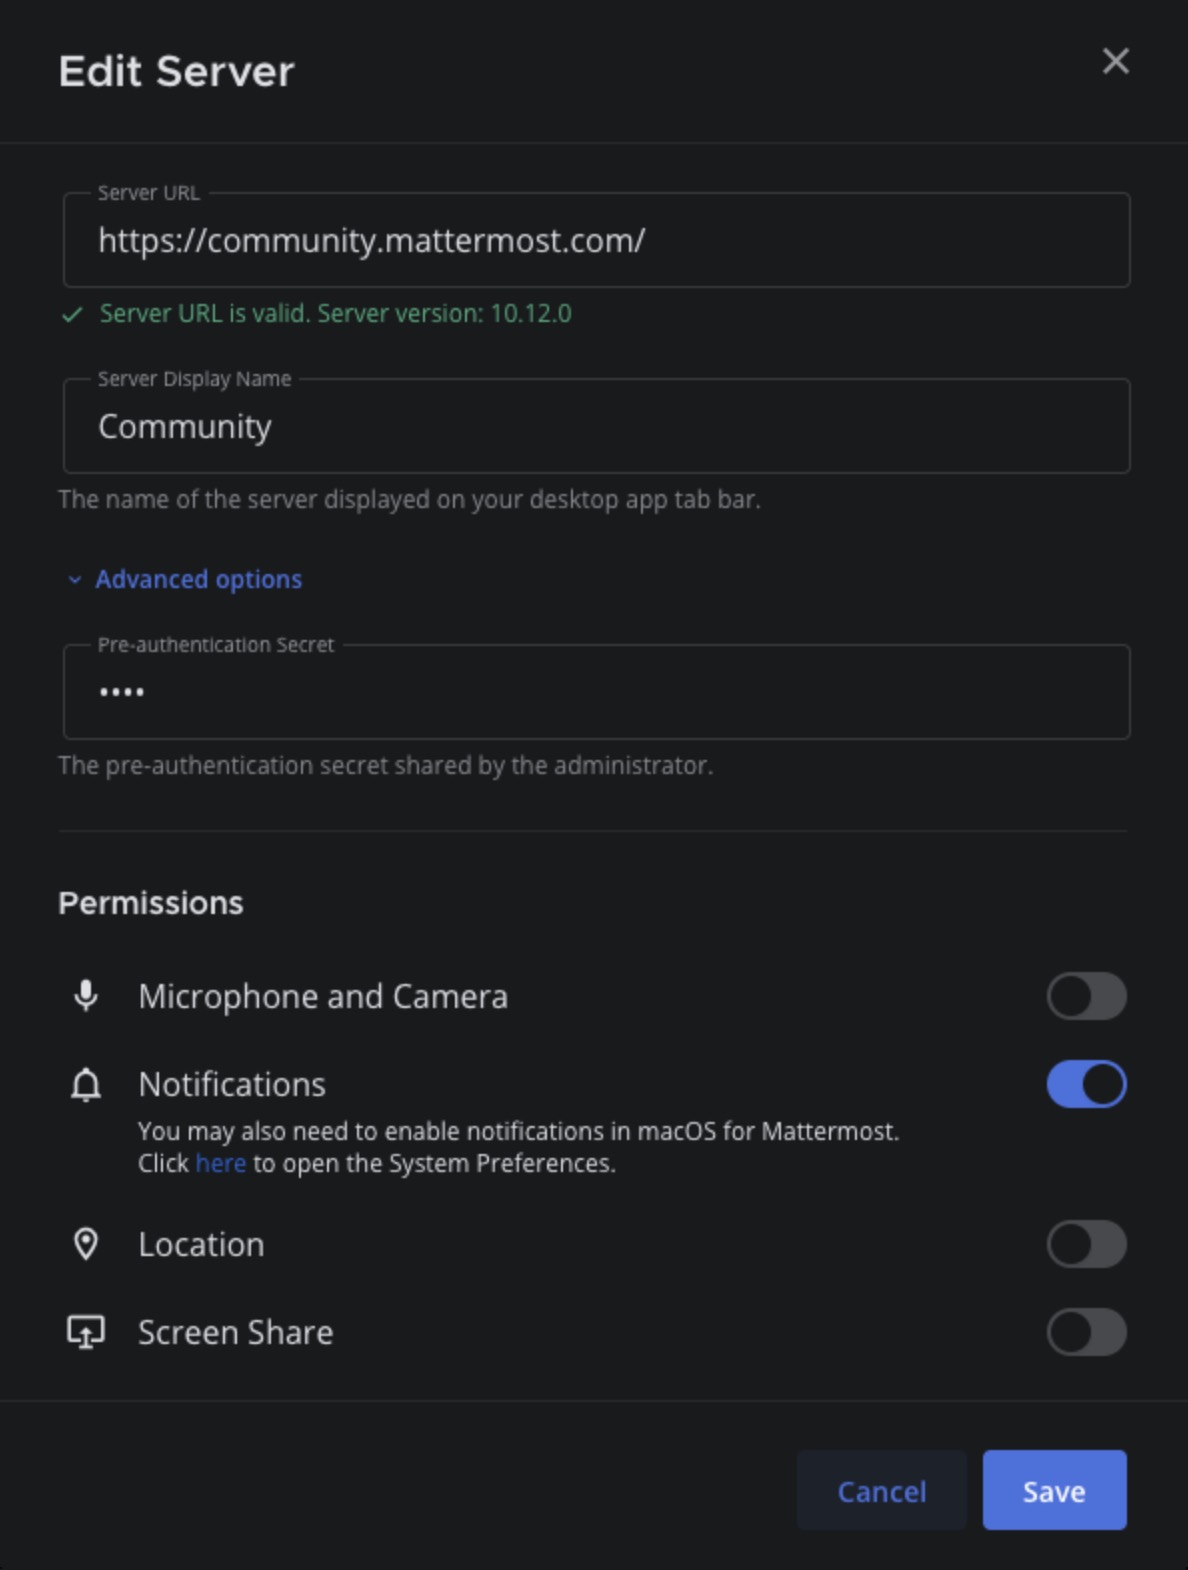 Edit Server
Server URL
https://community.mattermost.com/
Server URL is valid. Server version: 10.12.0
Server Display Name
Community
The name of the server displayed on your desktop app tab bar.
Advanced options
Pre-authentication Secret
••••
The pre-authentication secret shared by the administrator.
Permissions
Microphone and Camera
Notifications
You may also need to enable notifications in macOS for Mattermost.
Click here to open the System Preferences.
Location
Screen Share
Cancel
Save